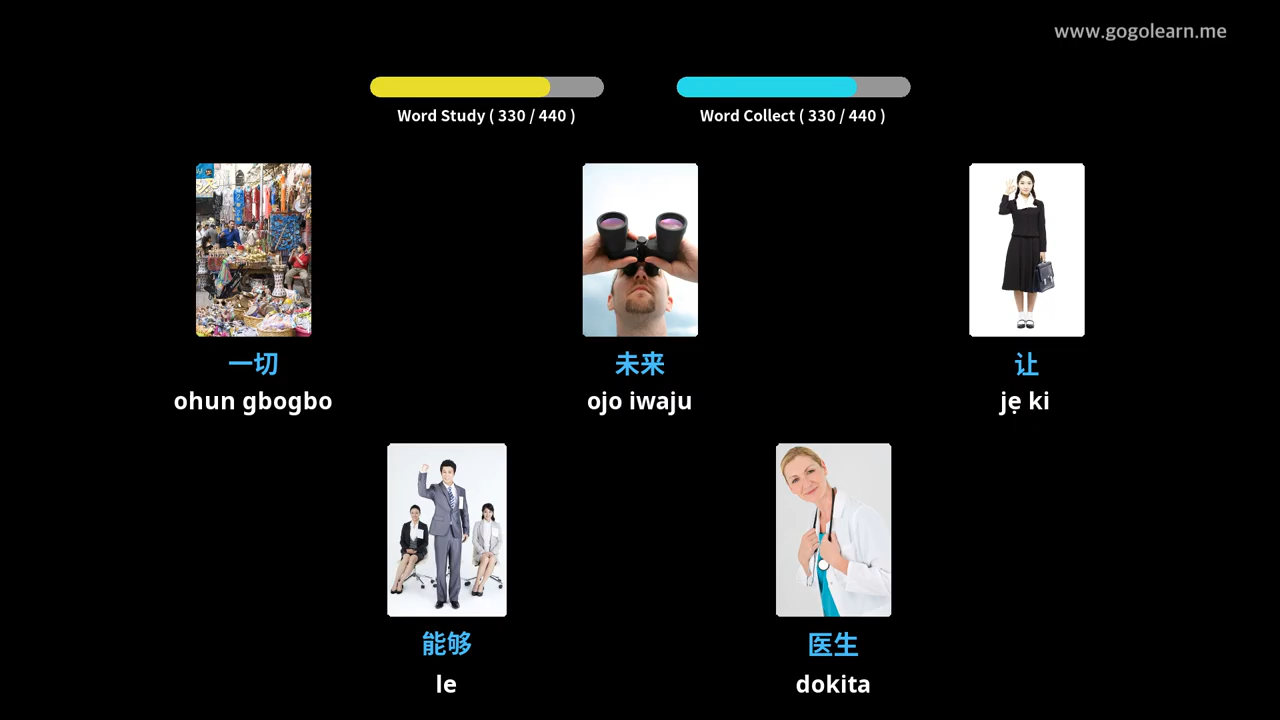 www.gogolearn.me
Word Study ( 330 / 440 )
Word Collect ( 330 / 440 )
一切
未来
让
ohun gbogbo
ojo iwaju
jẹ ki
能够
医生
le
dokita